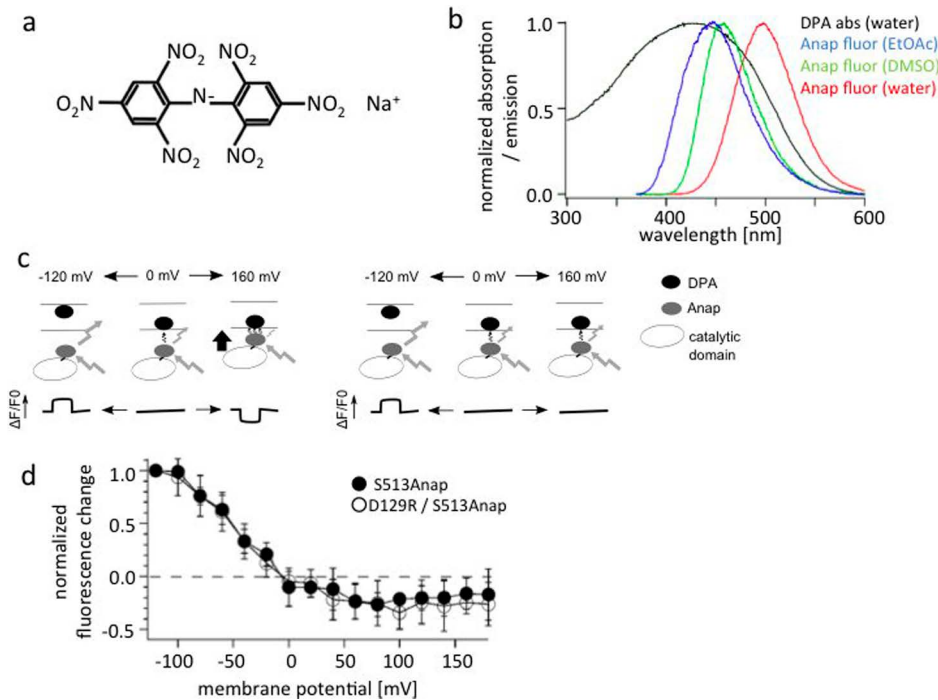 a
NO₂ NO₂ NO₂ NO₂
O₂N N- NO₂ Na⁺
NO₂ NO₂
b
DPA abs (water)
Anap fluor (EtOAc)
Anap fluor (DMSO)
Anap fluor (water)
normalized absorption
/ emission
1.0
0.5
0.0
300 400 500 600
wavelength [nm]
c
-120 mV 0 mV 160 mV
-120 mV 0 mV 160 mV
DPA
Anap
catalytic
domain
ΔF/F0
ΔF/F0
d
S513Anap
D129R / S513Anap
normalized
fluorescence change
1.0
0.5
0.0
-0.5
-100 -50 0 50 100 150
membrane potential [mV]